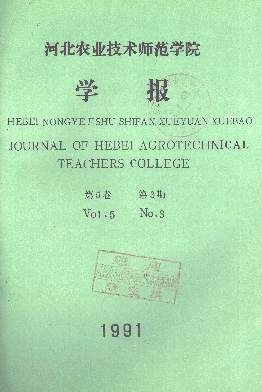 河北农业技术师范学院
学报
HEBEI NONGYE JISHU SHIFAN XUEYUAN XUEBAO
JOURNAL OF HEBEI AGROTECHNICAL
TEACHERS COLLEGE
第5卷 第3期
Vol.5 No.3
1991